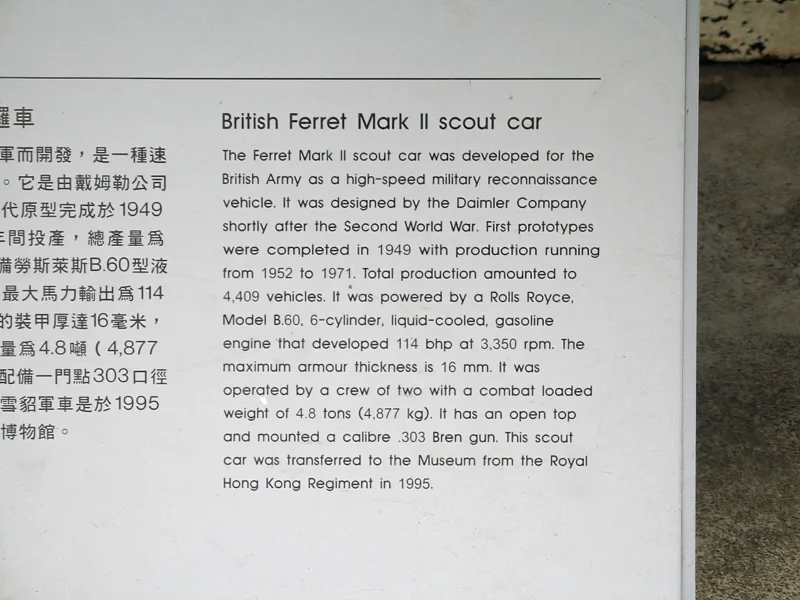 邏車
軍而開發，是一種速
。它是由戴姆勒公司
代原型完成於1949
年間投產，總產量為
備勞斯萊斯B.60型液
最大馬力輸出為114
的裝甲厚達16毫米，
量為4.8噸（4,877
配備一門點303口徑
雪貂軍車是於1995
博物館。
British Ferret Mark II scout car
The Ferret Mark II scout car was developed for the
British Army as a high-speed military reconnaissance
vehicle. It was designed by the Daimler Company
shortly after the Second World War. First prototypes
were completed in 1949 with production running
from 1952 to 1971. Total production amounted to
4,409 vehicles. It was powered by a Rolls Royce,
Model B.60, 6-cylinder, liquid-cooled, gasoline
engine that developed 114 bhp at 3,350 rpm. The
maximum armour thickness is 16 mm. It was
operated by a crew of two with a combat loaded
weight of 4.8 tons (4,877 kg). It has an open top
and mounted a calibre .303 Bren gun. This scout
car was transferred to the Museum from the Royal
Hong Kong Regiment in 1995.